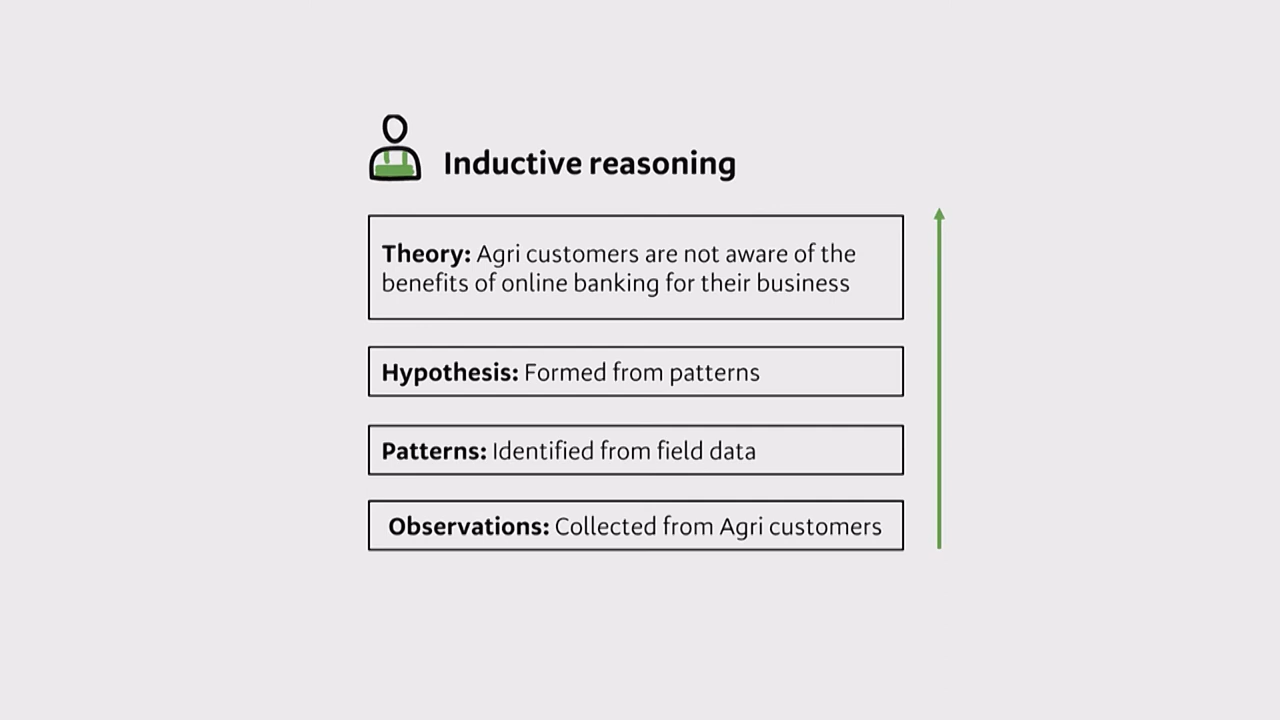 Inductive reasoning
Theory: Agri customers are not aware of the
benefits of online banking for their business
Hypothesis: Formed from patterns
Patterns: Identified from field data
Observations: Collected from Agri customers